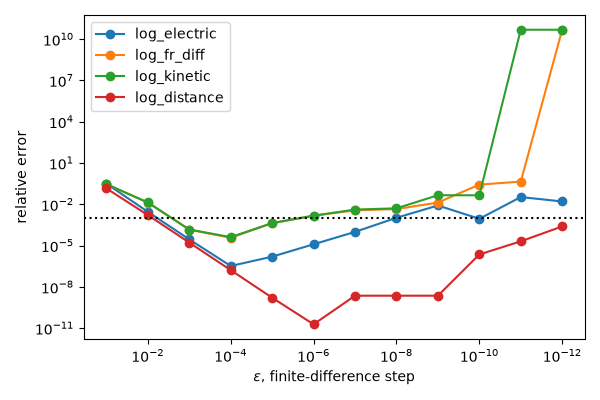 log_electric
log_fr_diff
log_kinetic
log_distance
relative error
10^10
10^7
10^4
10^1
10^-2
10^-5
10^-8
10^-11
10^-2 10^-4 10^-6 10^-8 10^-10 10^-12
ε, finite-difference step